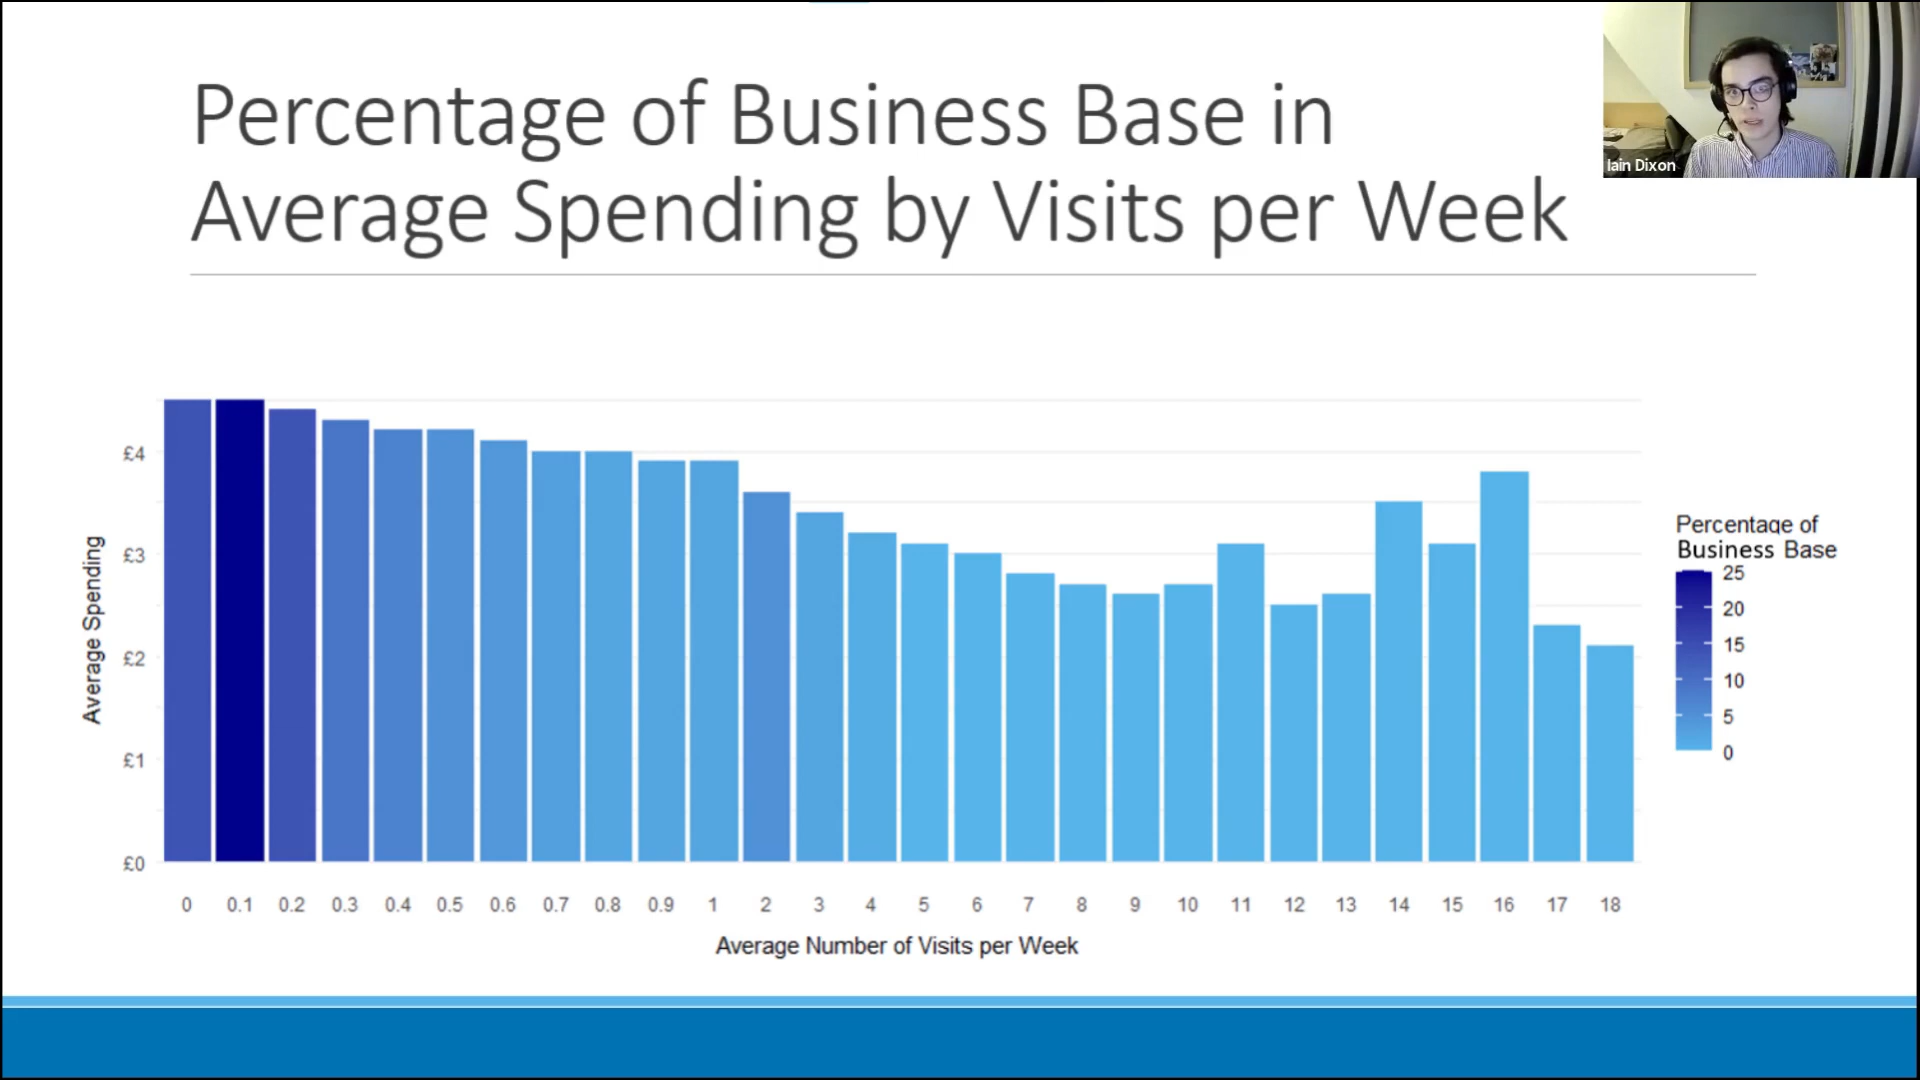 Percentage of Business Base in
Average Spending by Visits per Week
Iain Dixon
Average Spending
£4
£3
£2
£1
£0
0 0.1 0.2 0.3 0.4 0.5 0.6 0.7 0.8 0.9 1 2 3 4 5 6 7 8 9 10 11 12 13 14 15 16 17 18
Average Number of Visits per Week
Percentage of
Business Base
25
20
15
10
5
0